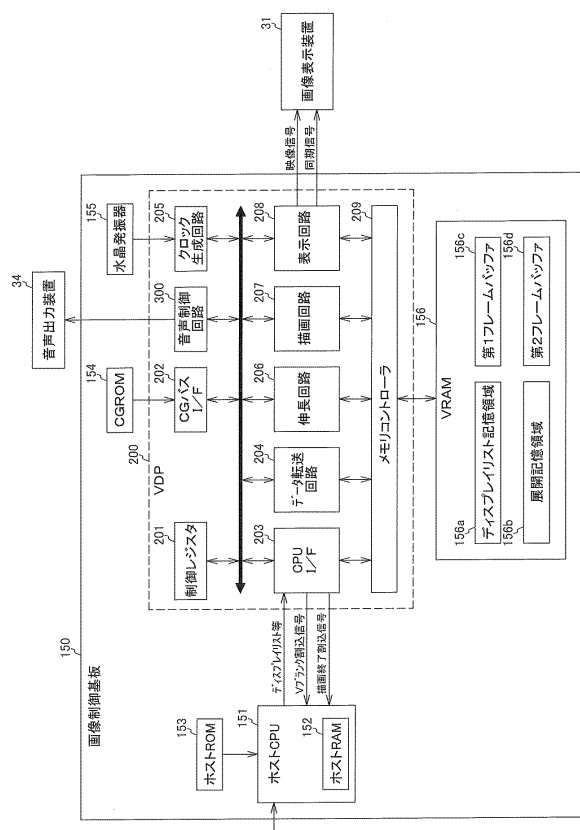 150
画像制御基板
153
ホストROM
151
ホストCPU
152
ホストRAM
ディスプレイリスト等
Vブランク割込信号
描画終了割込信号
200
VDP
201
制御レジスタ
154
CGROM
202
CGバス
I/F
34
音声出力装置
300
音声制御
回路
155
水晶発振器
205
クロック
生成回路
203
CPU
I/F
204
データ転送
回路
206
伸長回路
207
描画回路
208
表示回路
209
メモリコントローラ
映像信号
同期信号
31
画像表示装置
156
VRAM
156a
ディスプレイリスト記憶領域
156b
展開記憶領域
156c
第1フレームバッファ
156d
第2フレームバッファ